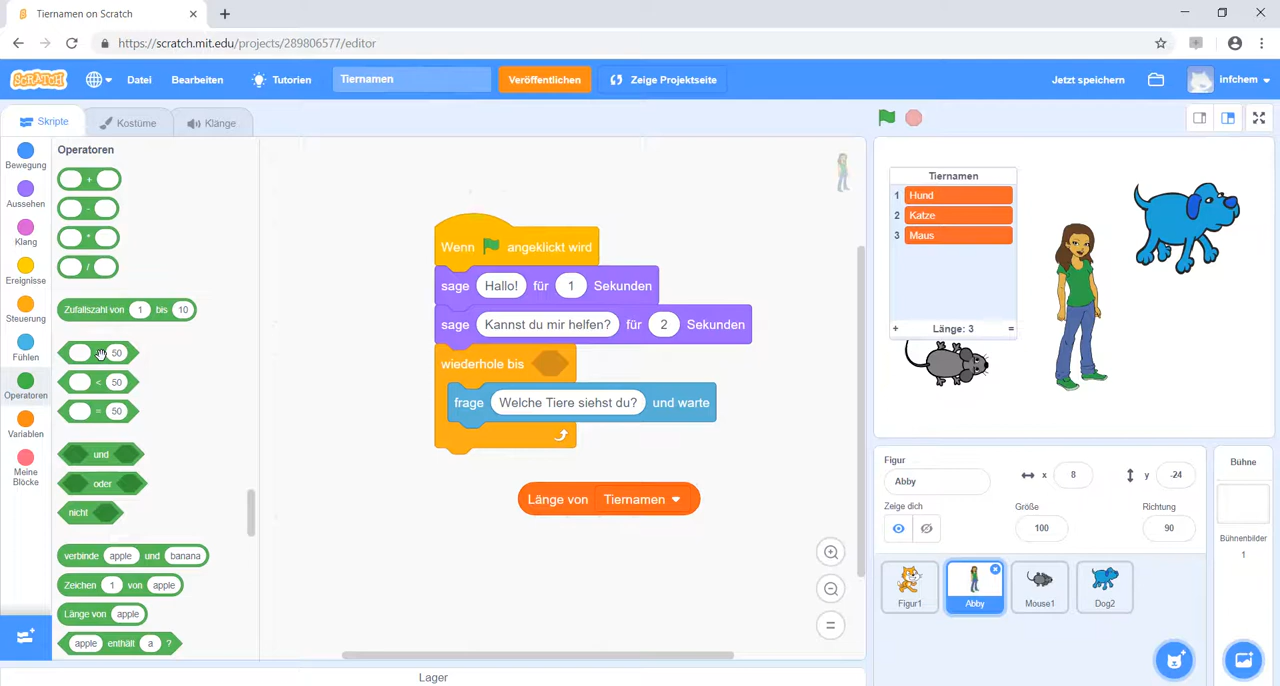 Tiernamen on Scratch
https://scratch.mit.edu/projects/289806577/editor
SCRATCH
Datei
Bearbeiten
Tutorien
Tiernamen
Veröffentlichen
Zeige Projektseite
Jetzt speichern
infchem
Skripte
Kostüme
Klänge
Bewegung
Aussehen
Klang
Ereignisse
Steuerung
Fühlen
Operatoren
Variablen
Meine
Blöcke
Operatoren
+
-
*
/
Zufallszahl von 1 bis 10
50
< 50
= 50
und
oder
nicht
verbinde apple und banana
Zeichen 1 von apple
Länge von apple
apple enthält a ?
Wenn angeklickt wird
sage Hallo! für 1 Sekunden
sage Kannst du mir helfen? für 2 Sekunden
wiederhole bis
frage Welche Tiere siehst du? und warte
Länge von Tiernamen
Tiernamen
1 Hund
2 Katze
3 Maus
+ Länge: 3 =
Figur
Abby
x 8
y -24
Zeige dich
Größe
100
Richtung
90
Figur1
Abby
Mouse1
Dog2
Bühne
Bühnenbilder
1
Lager